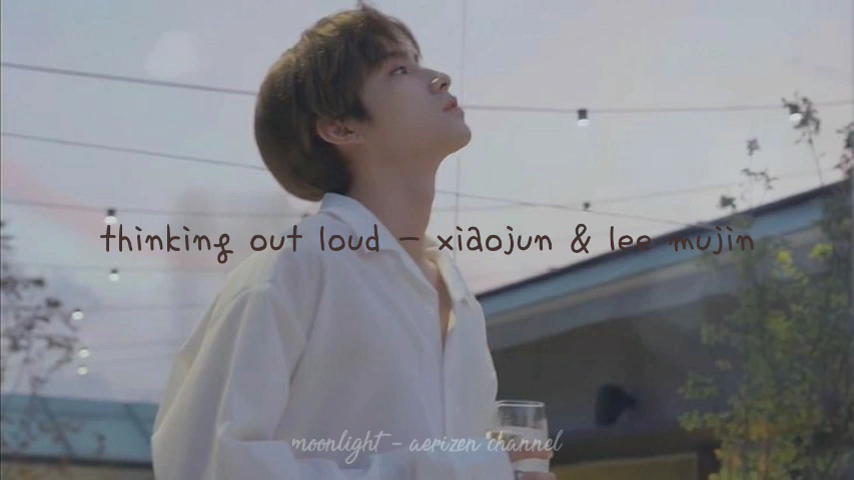 thinking out loud - xiaojun & lee mujin
moonlight - aerizen channel